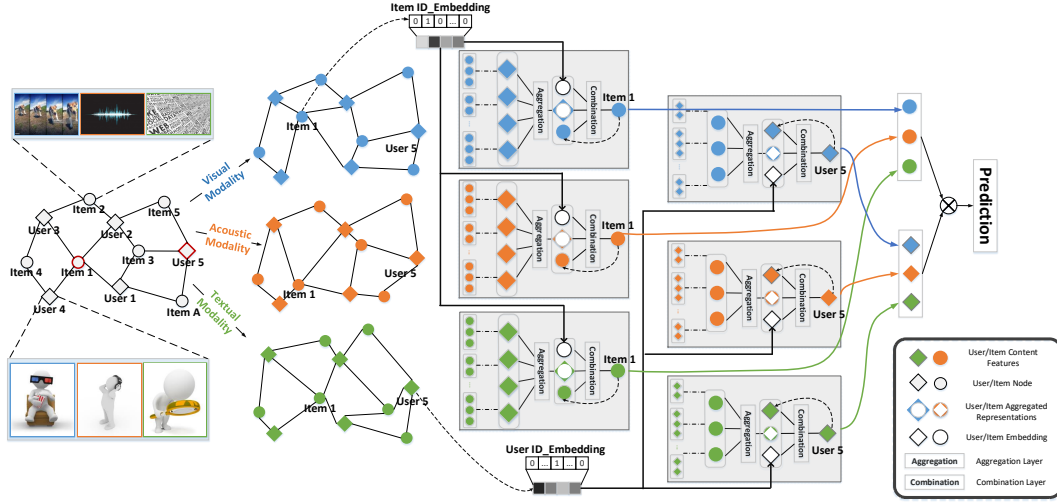 Item ID_Embedding
0 1 0 ... 0
Item 1
User 5
Visual
Modality
Item 2
Item 5
User 3
User 2
Item 3
Item 4
Item 1
User 5
User 1
User 4
Item A
Acoustic
Modality
Item 1
User 5
Textual
Modality
Item 1
User 5
Aggregation
Combination
Item 1
Aggregation
Combination
Item 1
Aggregation
Combination
Item 1
Aggregation
Combination
User 5
Aggregation
Combination
User 5
Aggregation
Combination
User 5
User ID_Embedding
0 ... 1 ... 0
Prediction
User/Item Content
Features
User/Item Node
User/Item Aggregated
Representations
User/Item Embedding
Aggregation
Aggregation Layer
Combination
Combination Layer
WEB